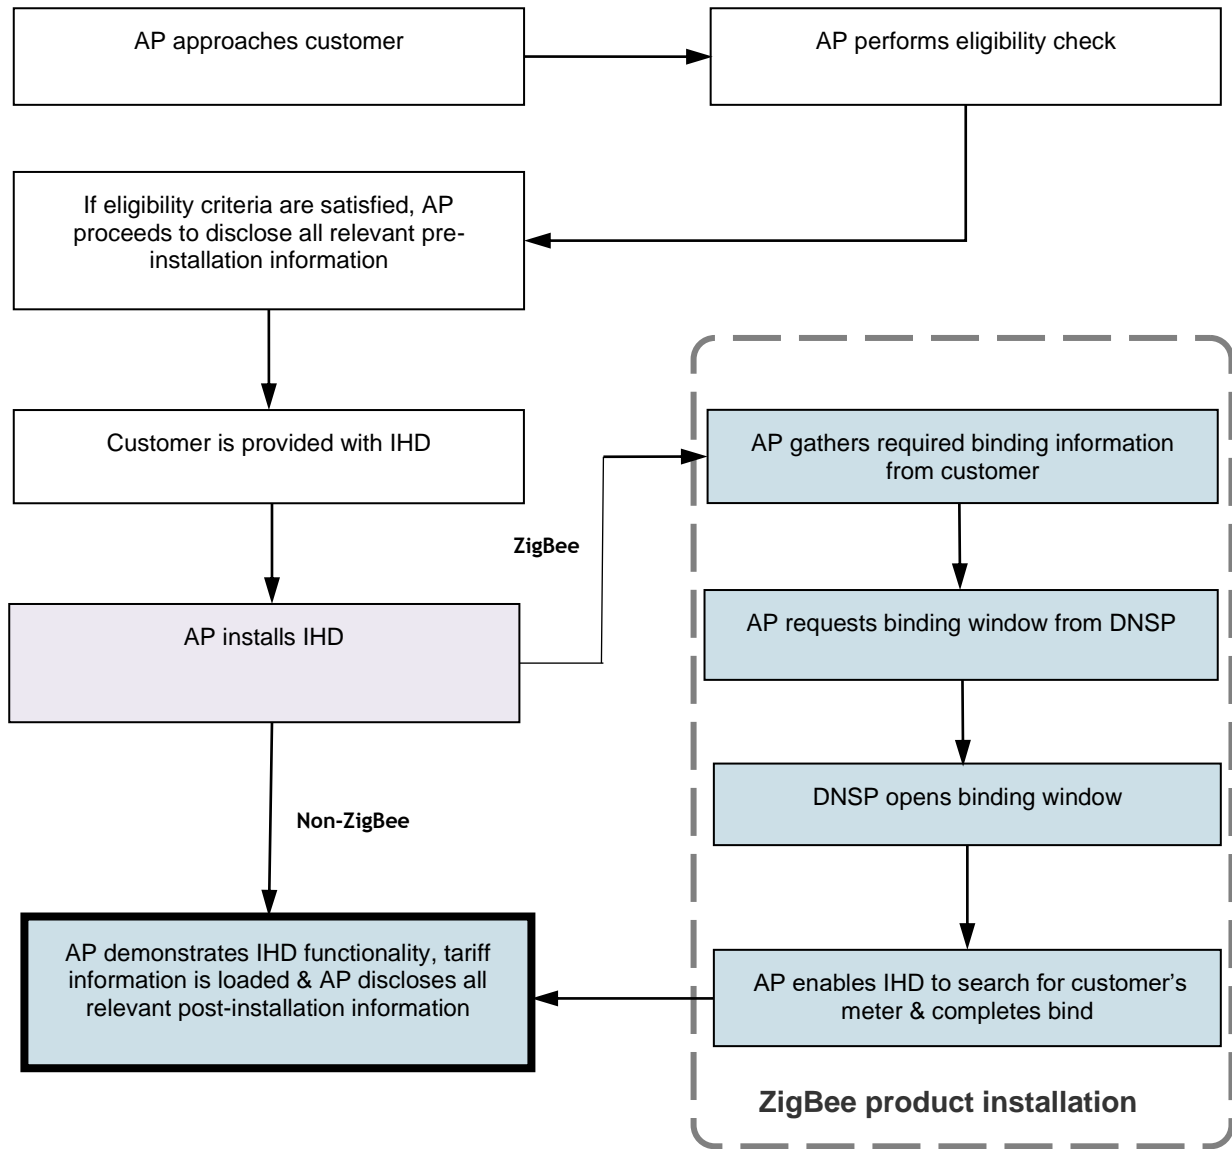 AP approaches customer
AP performs eligibility check
If eligibility criteria are satisfied, AP
proceeds to disclose all relevant pre-
installation information
Customer is provided with IHD
AP gathers required binding information
from customer
ZigBee
AP installs IHD
AP requests binding window from DNSP
DNSP opens binding window
Non-ZigBee
AP demonstrates IHD functionality, tariff
information is loaded & AP discloses all
relevant post-installation information
AP enables IHD to search for customer’s
meter & completes bind
ZigBee product installation